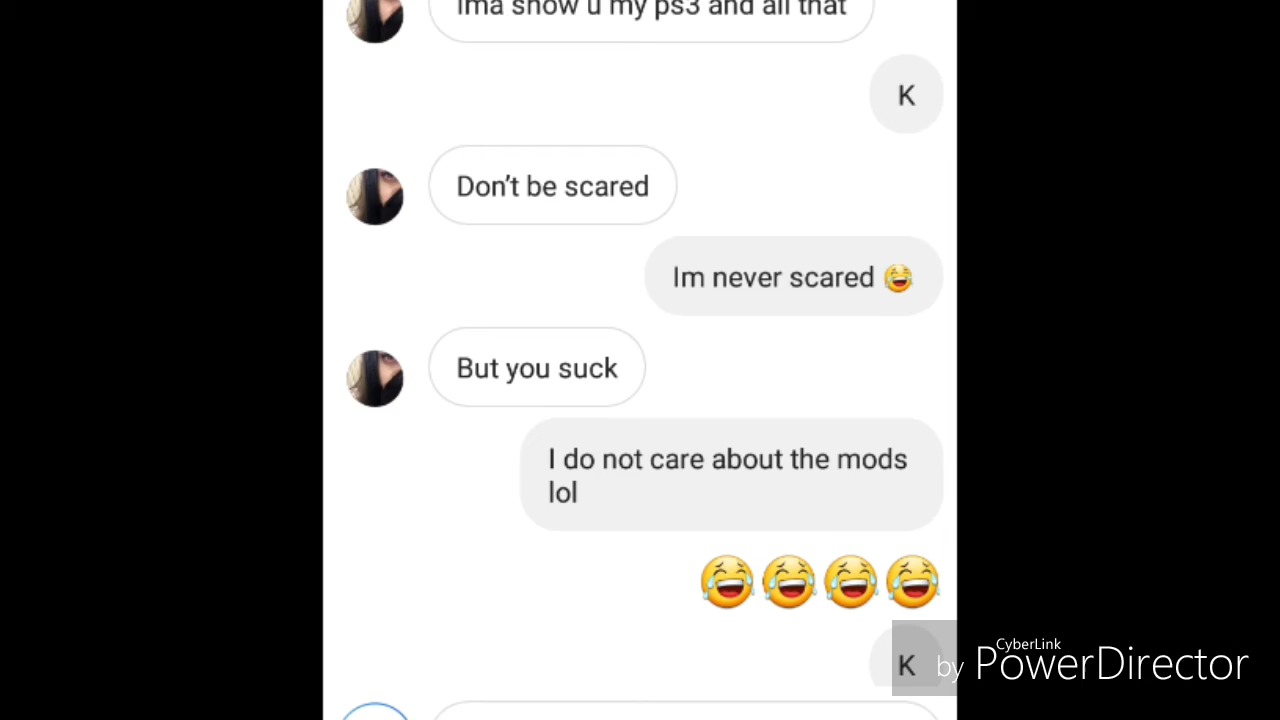 Ima show u my ps3 and all that
K
Don’t be scared
Im never scared 😂
But you suck
I do not care about the mods
lol
😂😂😂😂
K
CyberLink
by PowerDirector